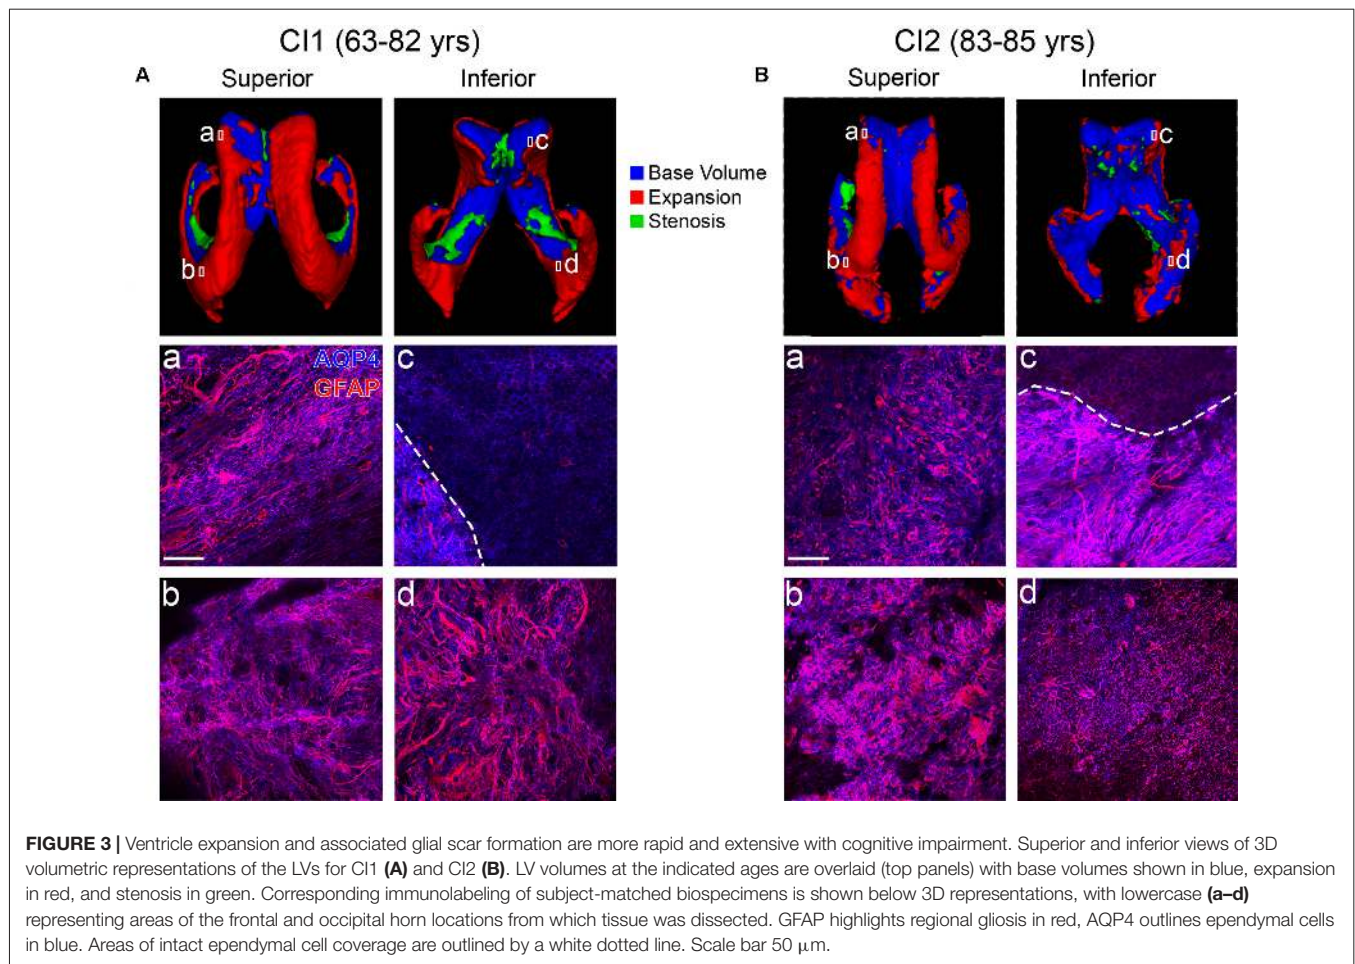 CI1 (63-82 yrs)
CI2 (83-85 yrs)
A
Superior
Inferior
B
Superior
Inferior
a
c
b
d
Base Volume
Expansion
Stenosis
a
c
b
d
a
AQP4
GFAP
c
a
c
b
d
b
d
FIGURE 3 | Ventricle expansion and associated glial scar formation are more rapid and extensive with cognitive impairment. Superior and inferior views of 3D
volumetric representations of the LVs for CI1 (A) and CI2 (B). LV volumes at the indicated ages are overlaid (top panels) with base volumes shown in blue, expansion
in red, and stenosis in green. Corresponding immunolabeling of subject-matched biospecimens is shown below 3D representations, with lowercase (a–d)
representing areas of the frontal and occipital horn locations from which tissue was dissected. GFAP highlights regional gliosis in red, AQP4 outlines ependymal cells
in blue. Areas of intact ependymal cell coverage are outlined by a white dotted line. Scale bar 50 μm.